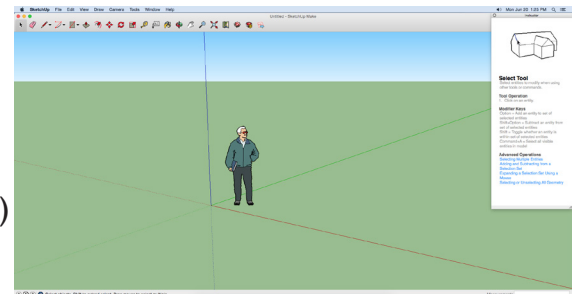 SketchUp File Edit View Draw Camera Tools Window Help
Mon Jun 20 1:23 PM
Untitled - SketchUp Make
Instructor
Select Tool
Select entities to modify when using
other tools or commands.
Tool Operation
1. Click on an entity.
Modifier Keys
Option = Add an entity to set of
selected entities.
Shift+Option = Subtract an entity from
set of selected entities.
Shift = Toggle whether an entity is
within set of selected entities.
Command+A = Select all visible
entities in model.
Advanced Operations
Selecting Multiple Entities
Adding and Subtracting from a
Selection Set
Expanding a Selection Set Using a
Mouse
Selecting or Unselecting All Geometry
)